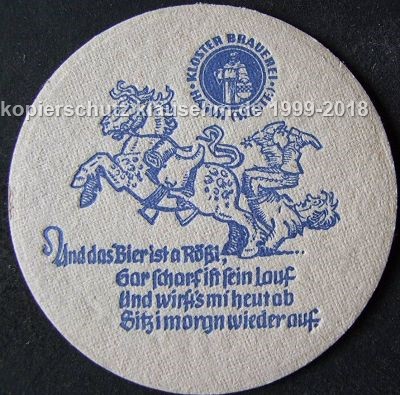 KLOSTER BRAUEREI
kopierschutz klausehm.de 1999-2018
Und das Bier ist a Rößl,
Gar scharf ist sein Lauf
Und wirft's mi heut ab
Sitz i morgn wieder auf.